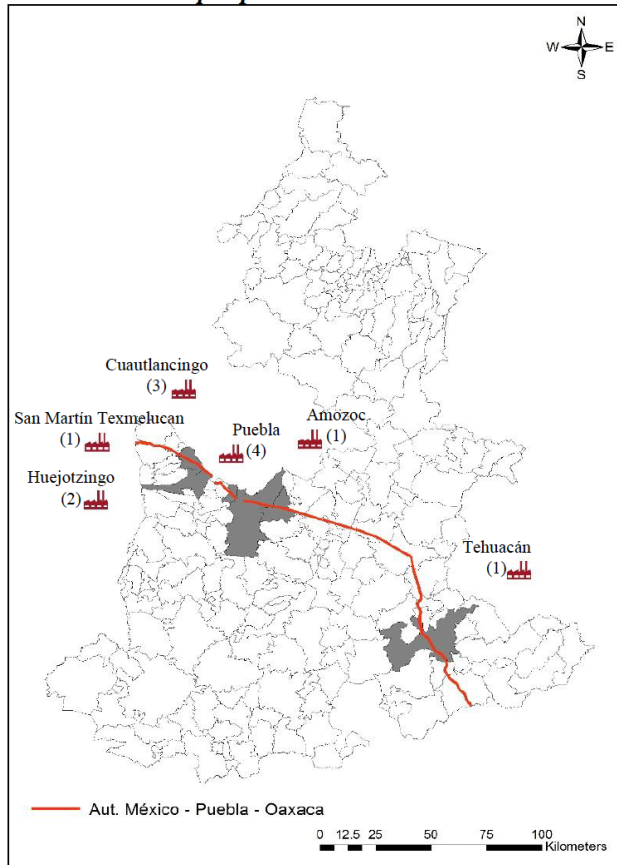 N
W E
S
Cuautlancingo
(3)
San Martín Texmelucan
(1)
Puebla
(4)
Amozoc
(1)
Huejotzingo
(2)
Tehuacán
(1)
Aut. México - Puebla - Oaxaca
0 12.5 25 50 75 100
Kilometers